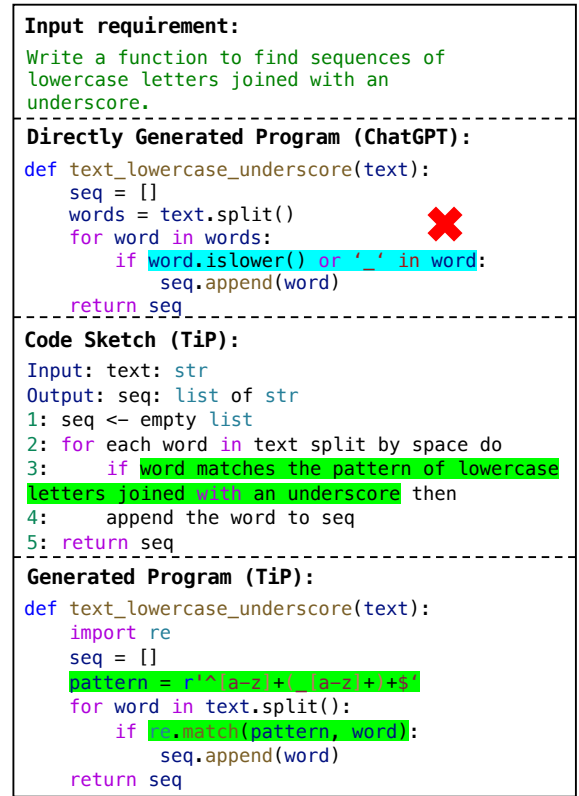 Input requirement:
Write a function to find sequences of
lowercase letters joined with an
underscore.
Directly Generated Program (ChatGPT):
def text_lowercase_underscore(text):
    seq = []
    words = text.split()
    for word in words:
        if word.islower() or ‘_‘ in word:
            seq.append(word)
    return seq
Code Sketch (TiP):
Input: text: str
Output: seq: list of str
1: seq <- empty list
2: for each word in text split by space do
3:     if word matches the pattern of lowercase
letters joined with an underscore then
4:     append the word to seq
5: return seq
Generated Program (TiP):
def text_lowercase_underscore(text):
    import re
    seq = []
    pattern = r'^[a-z]+(_[a-z]+)+$‘
    for word in text.split():
        if re.match(pattern, word):
            seq.append(word)
    return seq